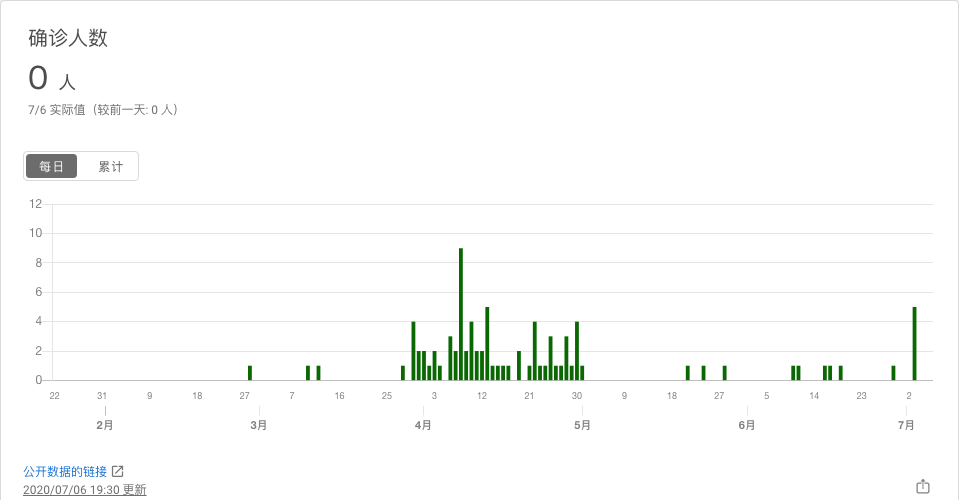 确诊人数
0 人
7/6 实际值（较前一天: 0 人）
每日 累计
12
10
8
6
4
2
0
22 31 9 18 27 7 16 25 3 12 21 30 9 18 27 5 14 23 2
2月 3月 4月 5月 6月 7月
公开数据的链接
2020/07/06 19:30 更新